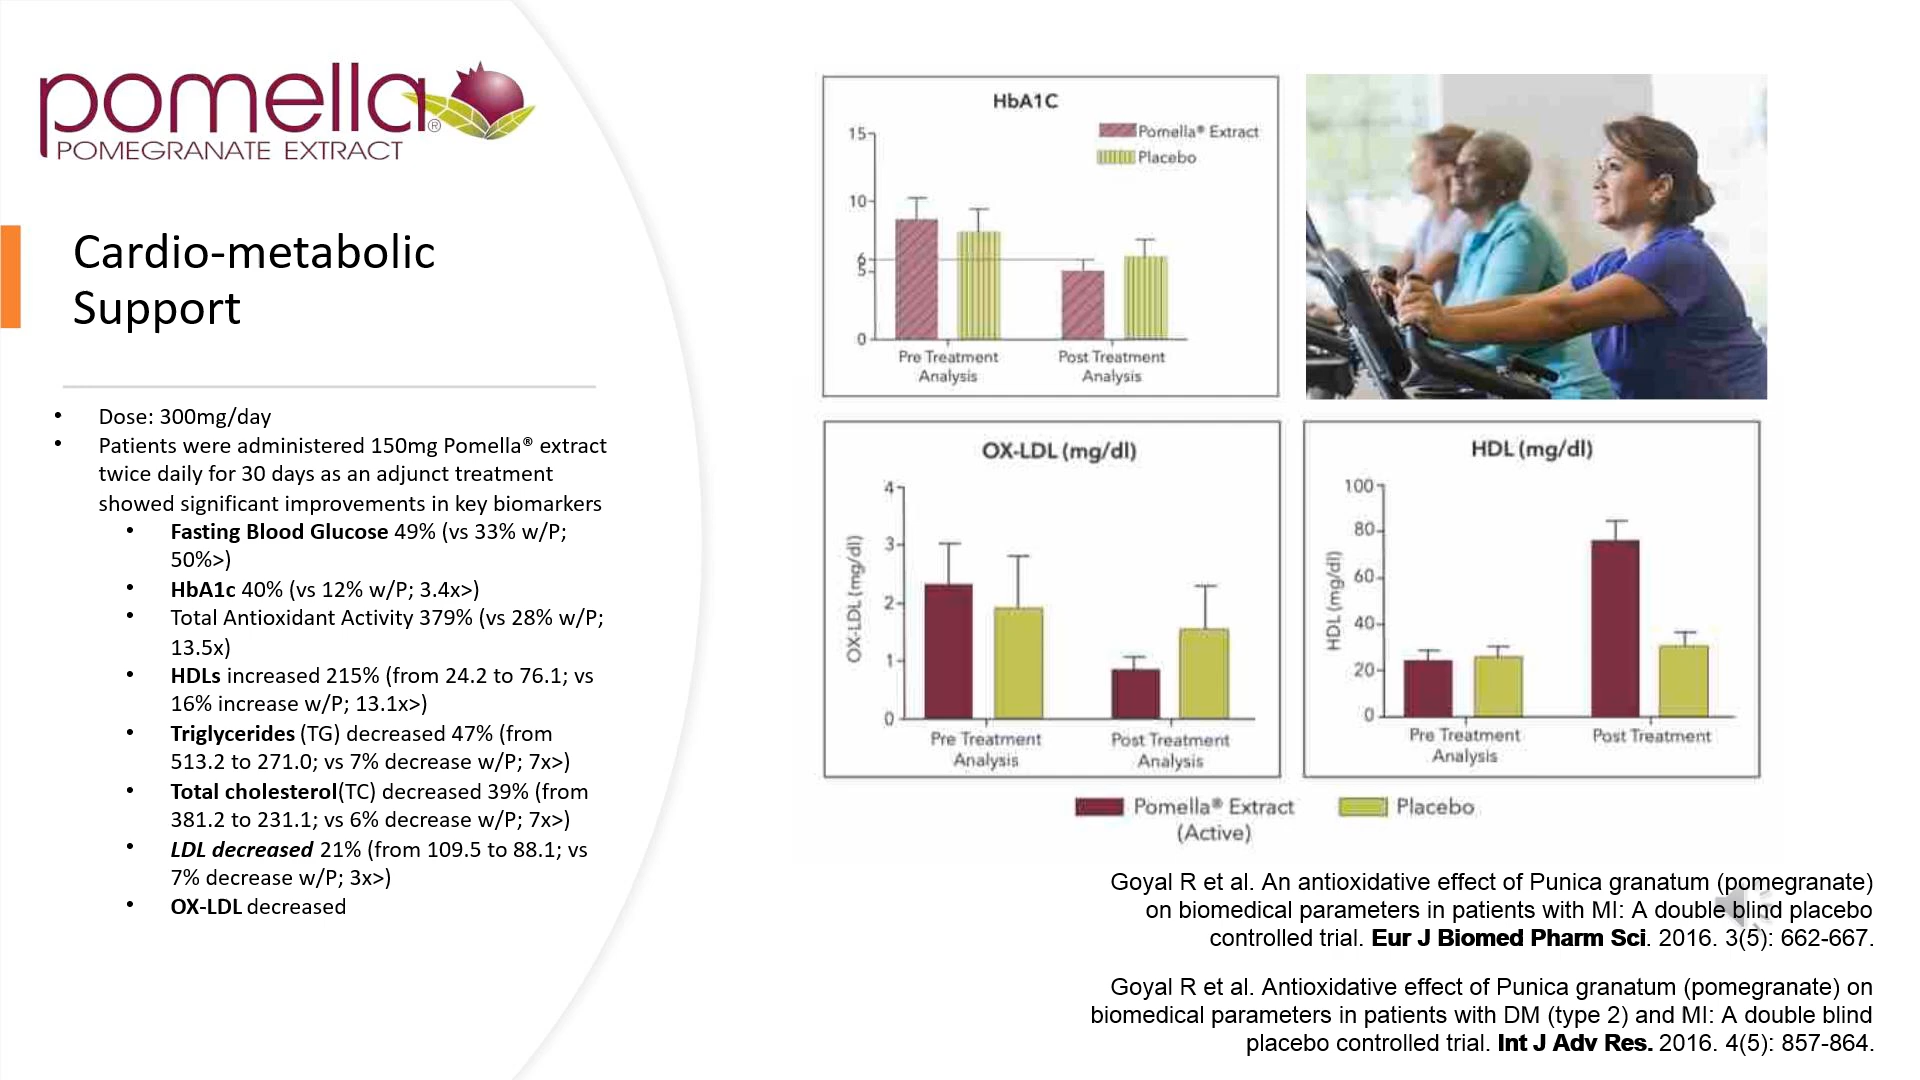 pomella®
POMEGRANATE EXTRACT
Cardio-metabolic
Support
• Dose: 300mg/day
• Patients were administered 150mg Pomella® extract
twice daily for 30 days as an adjunct treatment
showed significant improvements in key biomarkers
• Fasting Blood Glucose 49% (vs 33% w/P;
50%>)
• HbA1c 40% (vs 12% w/P; 3.4x>)
• Total Antioxidant Activity 379% (vs 28% w/P;
13.5x)
• HDLs increased 215% (from 24.2 to 76.1; vs
16% increase w/P; 13.1x>)
• Triglycerides (TG) decreased 47% (from
513.2 to 271.0; vs 7% decrease w/P; 7x>)
• Total cholesterol(TC) decreased 39% (from
381.2 to 231.1; vs 6% decrease w/P; 7x>)
• LDL decreased 21% (from 109.5 to 88.1; vs
7% decrease w/P; 3x>)
• OX-LDL decreased
HbA1C
Pomella® Extract
Placebo
15
10
6
5
0
Pre Treatment
Analysis
Post Treatment
Analysis
OX-LDL (mg/dl)
OX-LDL (mg/dl)
4
3
2
1
0
Pre Treatment
Analysis
Post Treatment
Analysis
HDL (mg/dl)
HDL (mg/dl)
100
80
60
40
20
0
Pre Treatment
Analysis
Post Treatment
Pomella® Extract
(Active)
Placebo
Goyal R et al. An antioxidative effect of Punica granatum (pomegranate)
on biomedical parameters in patients with MI: A double blind placebo
controlled trial. Eur J Biomed Pharm Sci. 2016. 3(5): 662-667.
Goyal R et al. Antioxidative effect of Punica granatum (pomegranate) on
biomedical parameters in patients with DM (type 2) and MI: A double blind
placebo controlled trial. Int J Adv Res. 2016. 4(5): 857-864.